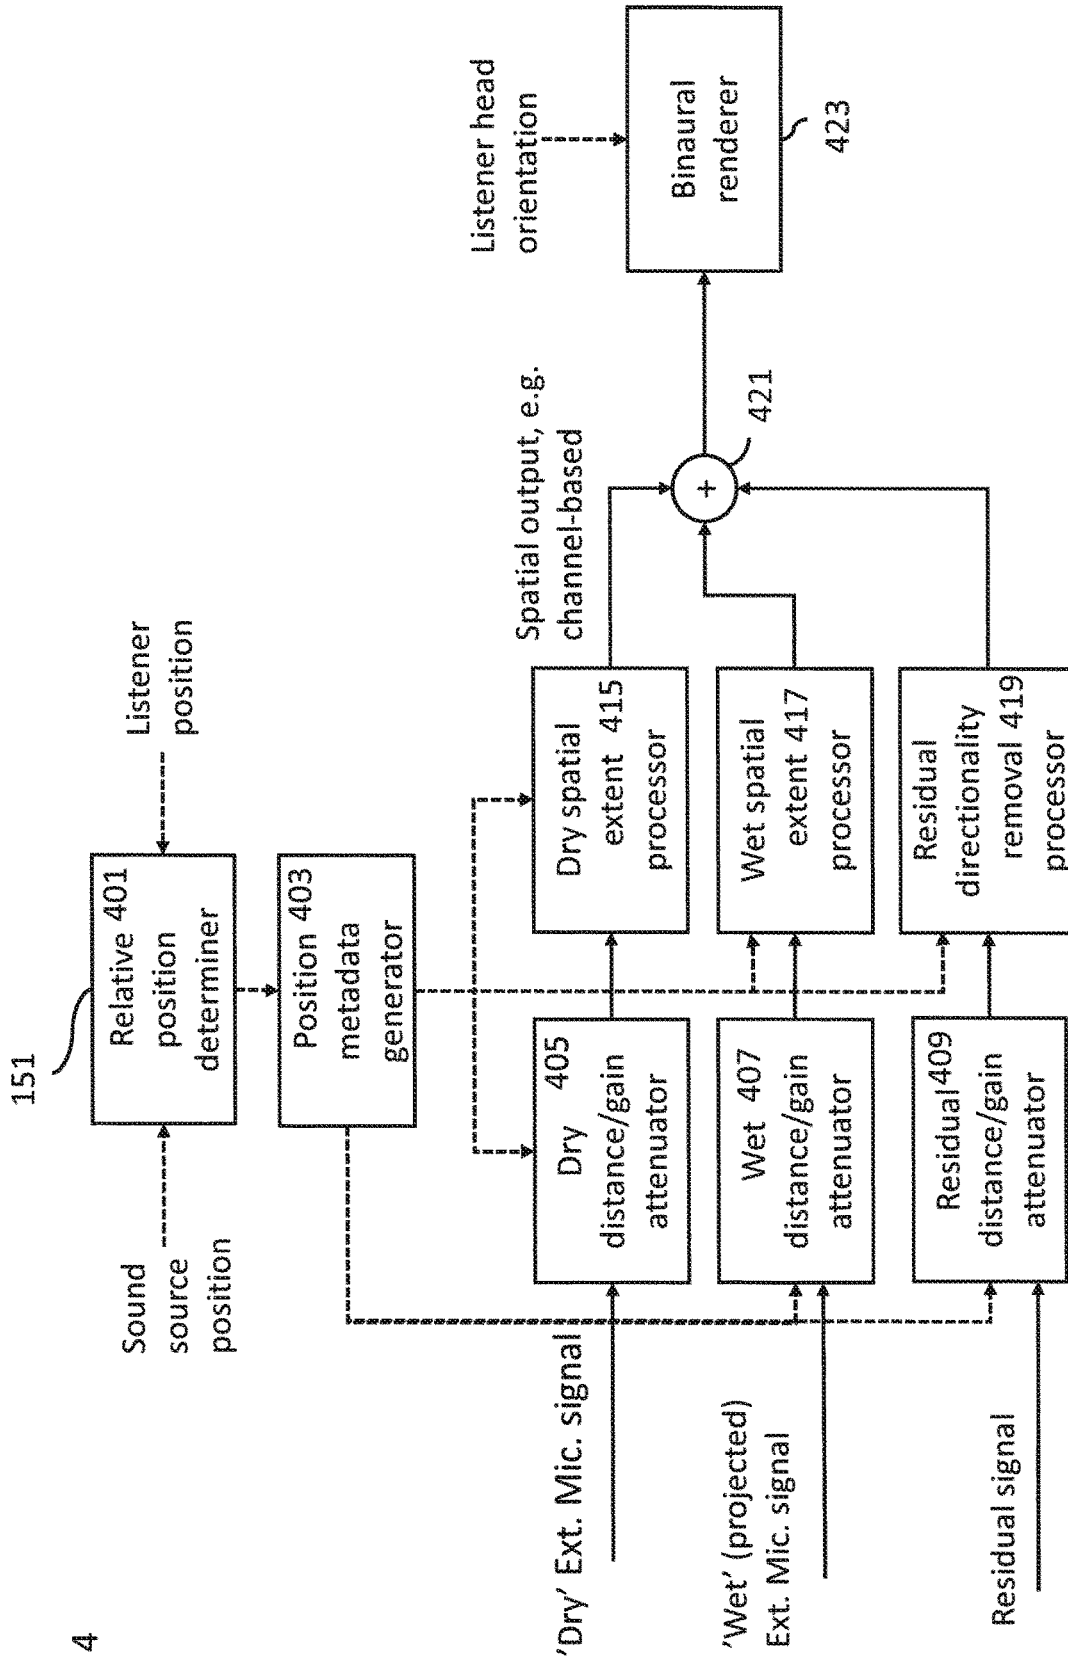 4
151
Sound
source
position
Relative 401
position
determiner
Listener
position
Position 403
metadata
generator
'Dry' Ext. Mic. signal
Dry 405
distance/gain
attenuator
Dry spatial
extent 415
processor
Spatial output, e.g.
channel-based
'Wet' (projected)
Ext. Mic. signal
Wet 407
distance/gain
attenuator
Wet spatial
extent 417
processor
+
421
Listener head
orientation
Binaural
renderer
423
Residual signal
Residual 409
distance/gain
attenuator
Residual
directionality
removal 419
processor